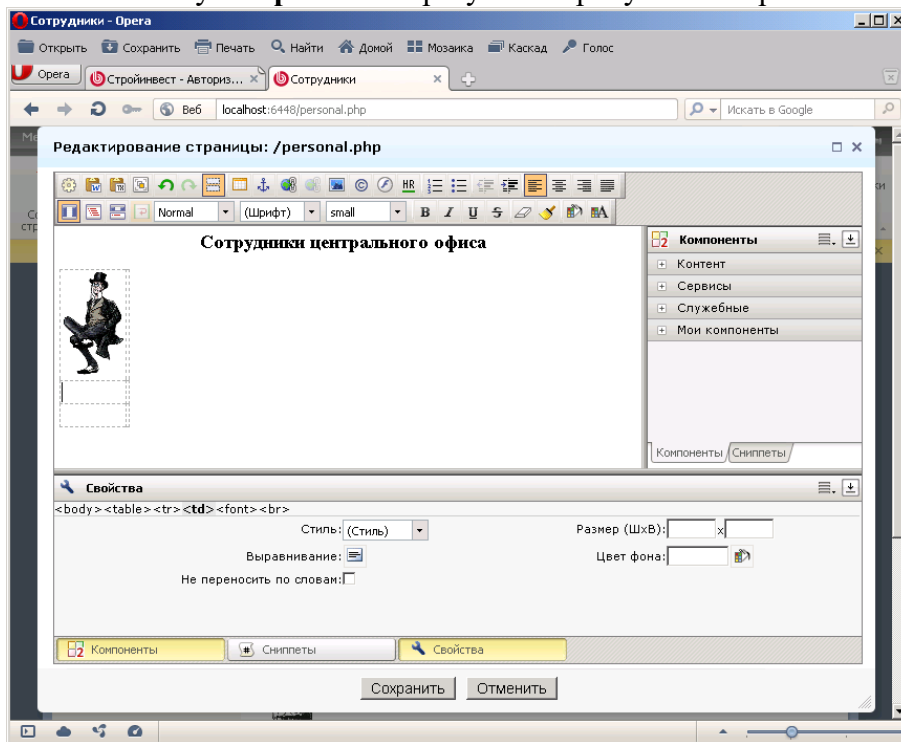 Сотрудники - Opera
Открыть Сохранить Печать Найти Домой Мозаика Каскад Голос
Opera Стройинвест - Авториз... Сотрудники
Веб localhost:6448/personal.php Искать в Google
Редактирование страницы: /personal.php
HR
Normal (Шрифт) small B I U S
Сотрудники центрального офиса
Компоненты
Контент
Сервисы
Служебные
Мои компоненты
Компоненты Сниппеты
Свойства
<body><table><tr><td><font><br>
Стиль: (Стиль) Размер (ШхВ): x
Выравнивание: Цвет фона:
Не переносить по словам:
Компоненты Сниппеты Свойства
Сохранить Отменить